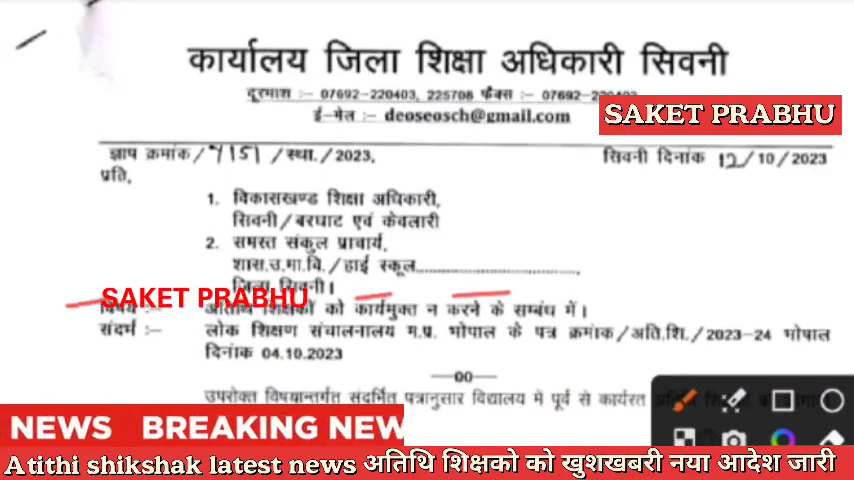 कार्यालय जिला शिक्षा अधिकारी सिवनी
दूरभाश :- 07692-220403, 225708 फैक्स :- 07692-220403
ई-मेल :- deoseosch@gmail.com
SAKET PRABHU
ज्ञाप क्रमांक/7151/स्था./2023,
सिवनी दिनांक 12/10/2023
प्रति,
1. विकासखण्ड शिक्षा अधिकारी,
सिवनी/बरघाट एवं केवलारी
2. समस्त संकुल प्राचार्य,
शास.उ.मा.वि./हाई स्कूल
जिला सिवनी।
SAKET PRABHU
विषय :- अतिथि शिक्षकों को कार्यमुक्त न करने के सम्बंध में।
संदर्भ :- लोक शिक्षण संचालनालय म.प्र. भोपाल के पत्र क्रमांक/अति.शि./2023-24 भोपाल
दिनांक 04.10.2023
—00—
उपरोक्त विषयान्तर्गत संदर्भित पत्रानुसार विद्यालय मे पूर्व से कार्यरत
NEWS BREAKING NEW
Atithi shikshak latest news अतिथि शिक्षको को खुशखबरी नया आदेश जारी